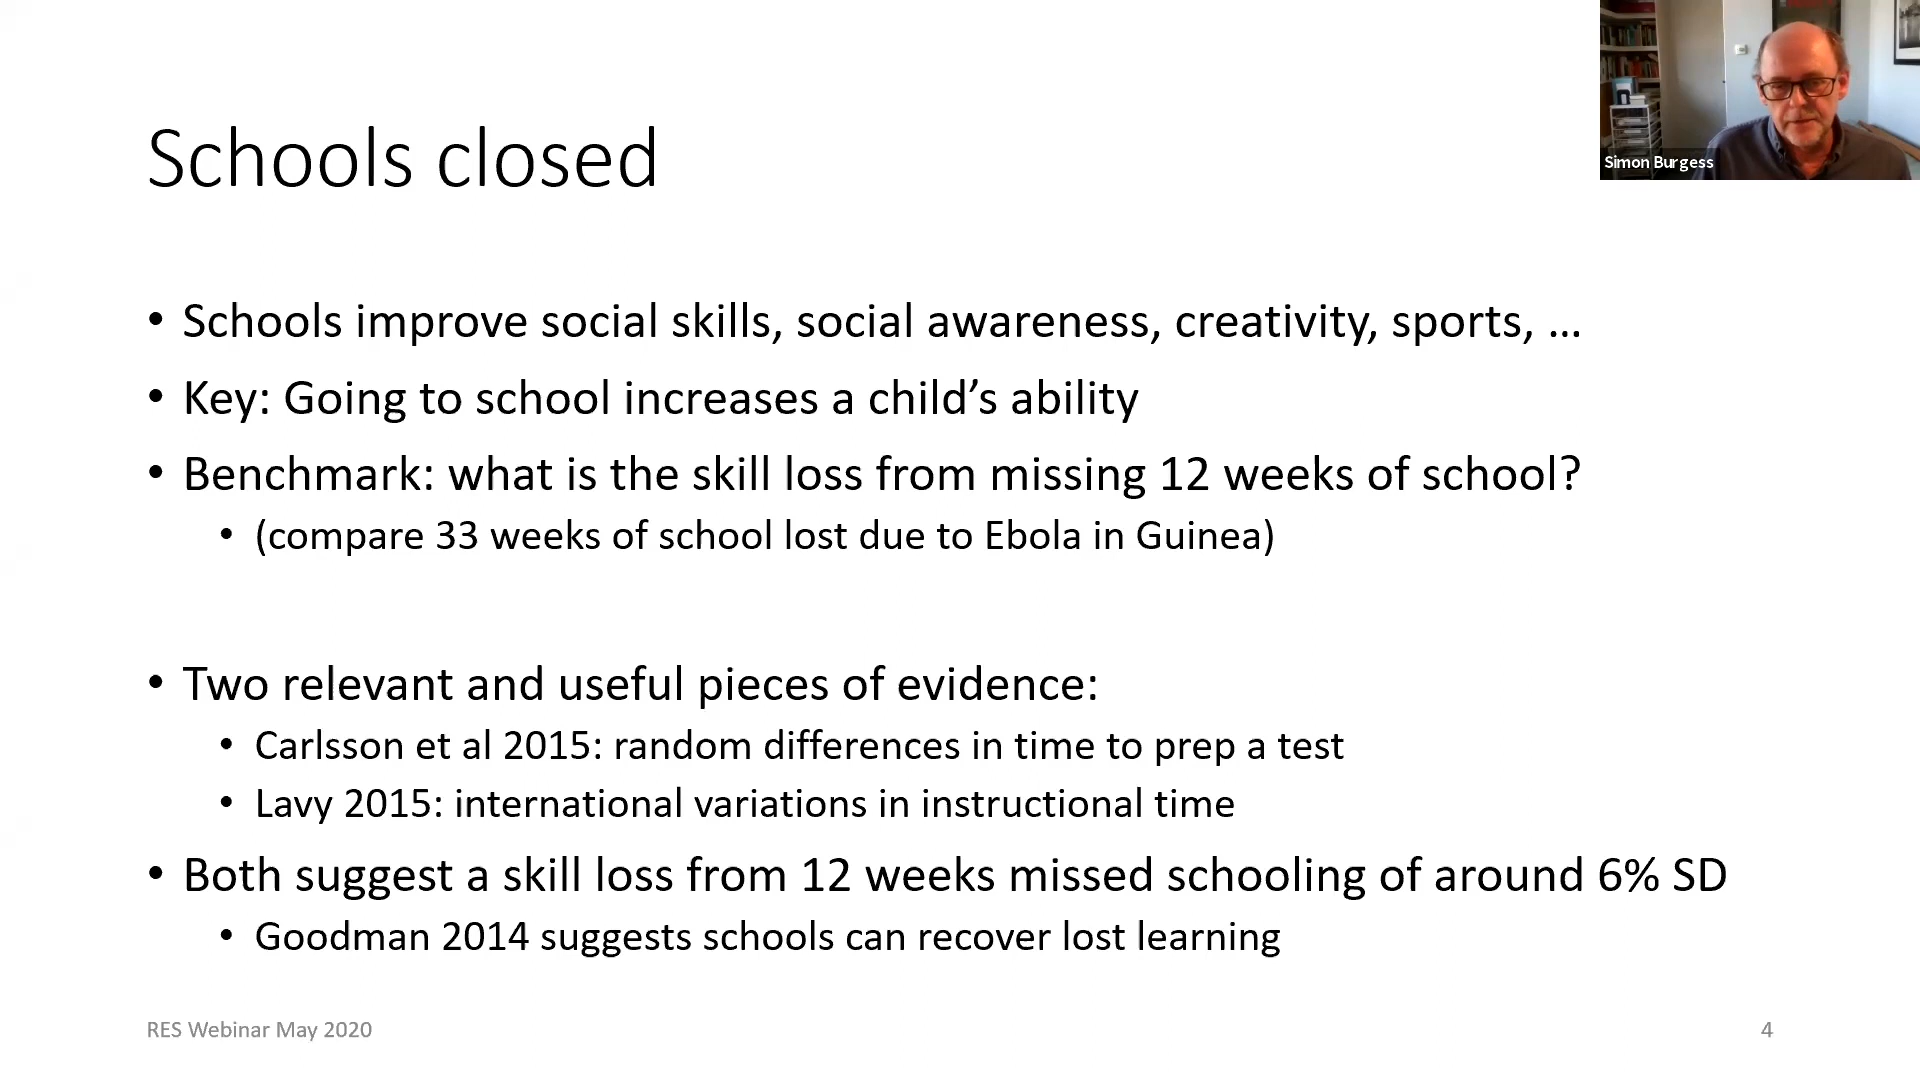 Schools closed
Simon Burgess
• Schools improve social skills, social awareness, creativity, sports, …
• Key: Going to school increases a child’s ability
• Benchmark: what is the skill loss from missing 12 weeks of school?
• (compare 33 weeks of school lost due to Ebola in Guinea)
• Two relevant and useful pieces of evidence:
• Carlsson et al 2015: random differences in time to prep a test
• Lavy 2015: international variations in instructional time
• Both suggest a skill loss from 12 weeks missed schooling of around 6% SD
• Goodman 2014 suggests schools can recover lost learning
RES Webinar May 2020
4